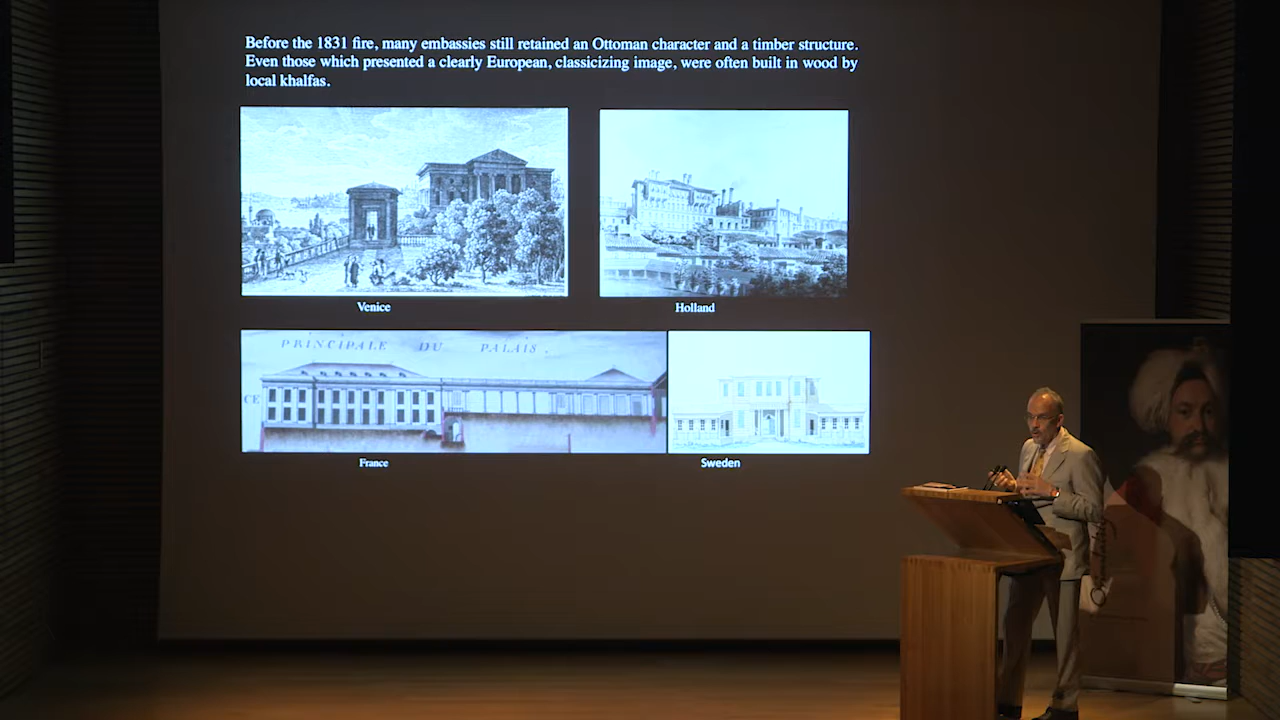 Before the 1831 fire, many embassies still retained an Ottoman character and a timber structure.
Even those which presented a clearly European, classicizing image, were often built in wood by
local khalfas.
Venice
Holland
PRINCIPALE DU PALAIS.
CE
France
Sweden